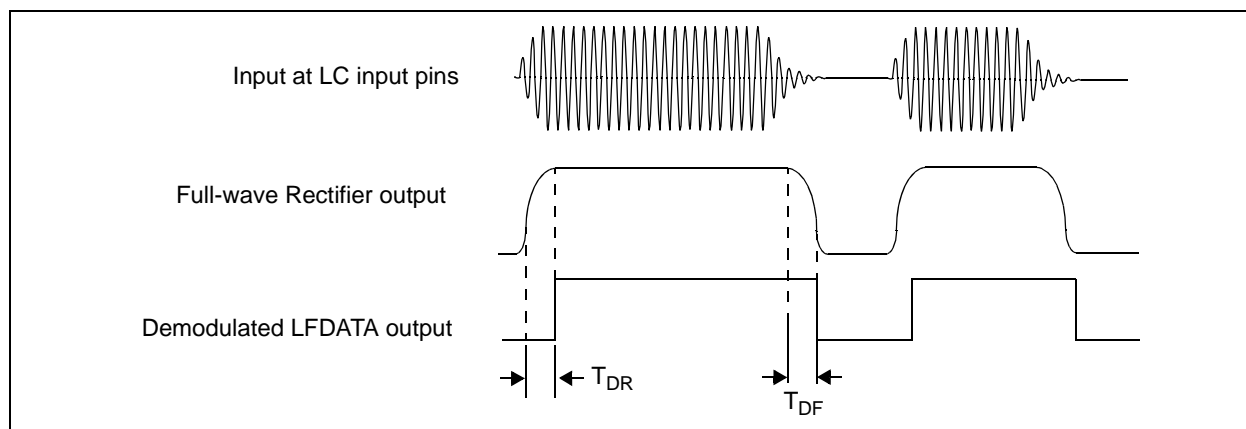 Input at LC input pins
Full-wave Rectifier output
Demodulated LFDATA output
TDR
TDF